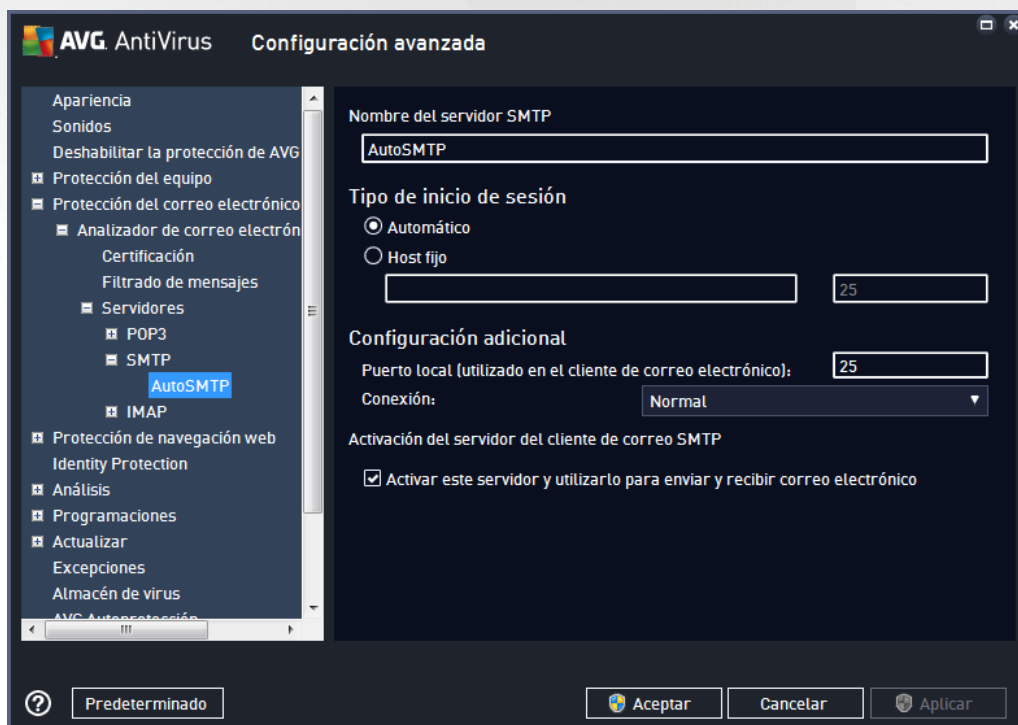 AVG. AntiVirus Configuración avanzada
Apariencia
Sonidos
Deshabilitar la protección de AVG
Protección del equipo
Protección del correo electrónico
Analizador de correo electrón
Certificación
Filtrado de mensajes
Servidores
POP3
SMTP
AutoSMTP
IMAP
Protección de navegación web
Identity Protection
Análisis
Programaciones
Actualizar
Excepciones
Almacén de virus
AVG Autoprotección
Nombre del servidor SMTP
AutoSMTP
Tipo de inicio de sesión
Automático
Host fijo
25
Configuración adicional
Puerto local (utilizado en el cliente de correo electrónico): 25
Conexión: Normal
Activación del servidor del cliente de correo SMTP
Activar este servidor y utilizarlo para enviar y recibir correo electrónico
Predeterminado Aceptar Cancelar Aplicar